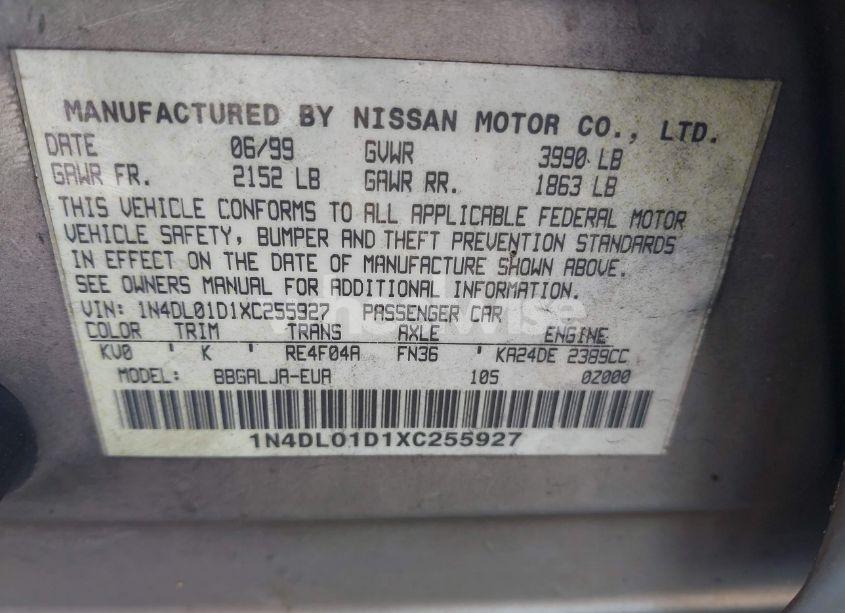 MANUFACTURED BY NISSAN MOTOR CO., LTD.
DATE 06/99 GVWR 3990 LB
GAWR FR. 2152 LB GAWR RR. 1863 LB
THIS VEHICLE CONFORMS TO ALL APPLICABLE FEDERAL MOTOR
VEHICLE SAFETY, BUMPER AND THEFT PREVENTION STANDARDS
IN EFFECT ON THE DATE OF MANUFACTURE SHOWN ABOVE.
SEE OWNERS MANUAL FOR ADDITIONAL INFORMATION.
VIN: 1N4DL01D1XC255927 PASSENGER CAR
COLOR TRIM TRANS AXLE ENGINE
KV0 K RE4F04A FN36 KA24DE 2389CC
MODEL: BBGALJA-EUA 105 0Z000
1N4DL01D1XC255927